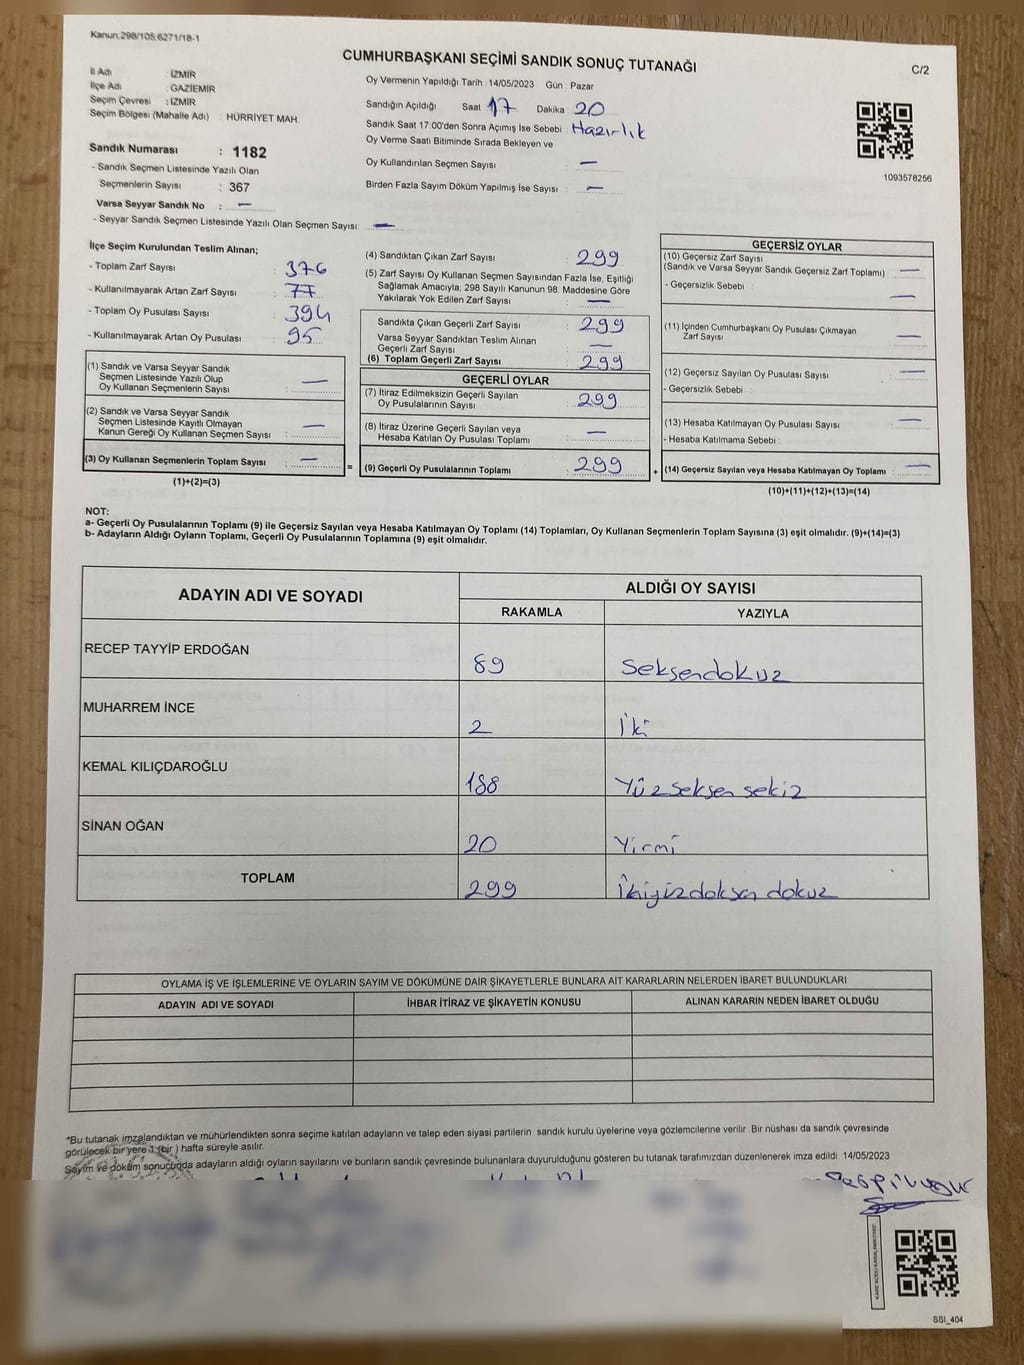 Kanun:298/105;6271/18-1
CUMHURBAŞKANI SEÇİMİ SANDIK SONUÇ TUTANAĞI
C/2
İl Adı : İZMİR
İlçe Adı : GAZİEMİR
Seçim Çevresi : İZMİR
Seçim Bölgesi (Mahalle Adı) : HÜRRİYET MAH
Sandık Numarası : 1182
- Sandık Seçmen Listesinde Yazılı Olan
Seçmenlerin Sayısı : 367
Varsa Seyyar Sandık No : —
- Seyyar Sandık Seçmen Listesinde Yazılı Olan Seçmen Sayısı: —
Oy Vermenin Yapıldığı Tarih : 14/05/2023 Gün : Pazar
Sandığın Açıldığı Saat 17 Dakika 20
Sandık Saat 17:00'den Sonra Açımış İse Sebebi : Hazırlık
Oy Verme Saati Bitiminde Sırada Bekleyen ve
Oy Kullandırılan Seçmen Sayısı : —
Birden Fazla Sayım Döküm Yapılmış İse Sayısı : —
1093578256
İlçe Seçim Kurulundan Teslim Alınan;
- Toplam Zarf Sayısı : 376
- Kullanılmayarak Artan Zarf Sayısı : 77
- Toplam Oy Pusulası Sayısı : 394
- Kullanılmayarak Artan Oy Pusulası : 95
(1) Sandık ve Varsa Seyyar Sandık
Seçmen Listesinde Yazılı Olup
Oy Kullanan Seçmenlerin Sayısı : —
(2) Sandık ve Varsa Seyyar Sandık
Seçmen Listesinde Kayıtlı Olmayan
Kanun Gereği Oy Kullanan Seçmen Sayısı : —
(3) Oy Kullanan Seçmenlerin Toplam Sayısı : —
(1)+(2)=(3)
=
(4) Sandıktan Çıkan Zarf Sayısı : 299
(5) Zarf Sayısı Oy Kullanan Seçmen Sayısından Fazla İse, Eşitliği
Sağlamak Amacıyla, 298 Sayılı Kanunun 98. Maddesine Göre
Yakılarak Yok Edilen Zarf Sayısı : —
Sandıkta Çıkan Geçerli Zarf Sayısı : 299
Varsa Seyyar Sandıktan Teslim Alınan
Geçerli Zarf Sayısı : —
(6) Toplam Geçerli Zarf Sayısı : 299
GEÇERLİ OYLAR
(7) İtiraz Edilmeksizin Geçerli Sayılan
Oy Pusulalarının Sayısı : 299
(8) İtiraz Üzerine Geçerli Sayılan veya
Hesaba Katılan Oy Pusulası Toplamı : —
(9) Geçerli Oy Pusulalarının Toplamı : 299
+
GEÇERSİZ OYLAR
(10) Geçersiz Zarf Sayısı
(Sandık ve Varsa Seyyar Sandık Geçersiz Zarf Toplamı) : —
- Geçersizlik Sebebi : —
(11) İçinden Cumhurbaşkanı Oy Pusulası Çıkmayan
Zarf Sayısı : —
(12) Geçersiz Sayılan Oy Pusulası Sayısı : —
- Geçersizlik Sebebi :
(13) Hesaba Katılmayan Oy Pusulası Sayısı : —
- Hesaba Katılmama Sebebi :
(14) Geçersiz Sayılan veya Hesaba Katılmayan Oy Toplamı : —
(10)+(11)+(12)+(13)=(14)
NOT:
a- Geçerli Oy Pusulalarının Toplamı (9) ile Geçersiz Sayılan veya Hesaba Katılmayan Oy Toplamı (14) Toplamları, Oy Kullanan Seçmenlerin Toplam Sayısına (3) eşit olmalıdır. (9)+(14)=(3)
b- Adayların Aldığı Oyların Toplamı, Geçerli Oy Pusulalarının Toplamına (9) eşit olmalıdır.
ADAYIN ADI VE SOYADI
ALDIĞI OY SAYISI
RAKAMLA YAZIYLA
RECEP TAYYİP ERDOĞAN 89 Seksendokuz
MUHARREM İNCE 2 İki
KEMAL KILIÇDAROĞLU 188 Yüzseksen sekiz
SİNAN OĞAN 20 Yirmi
TOPLAM 299 İkiyüzdoksan dokuz
OYLAMA İŞ VE İŞLEMLERİNE VE OYLARIN SAYIM VE DÖKÜMÜNE DAİR ŞİKAYETLERLE BUNLARA AİT KARARLARIN NELERDEN İBARET BULUNDUKLARI
ADAYIN ADI VE SOYADI İHBAR İTİRAZ VE ŞİKAYETİN KONUSU ALINAN KARARIN NEDEN İBARET OLDUĞU
*Bu tutanak imzalandıktan ve mühürlendikten sonra seçime katılan adayların ve talep eden siyasi partilerin sandık kurulu üyelerine veya gözlemcilerine verilir. Bir nüshası da sandık çevresinde
görülecek bir yere 1 (bir) hafta süreyle asılır.
Sayım ve döküm sonucunda adayların aldığı oyların sayılarını ve bunların sandık çevresinde bulunanlara duyurulduğunu gösteren bu tutanak tarafımızdan düzenlenerek imza edildi. 14/05/2023
SSI_404